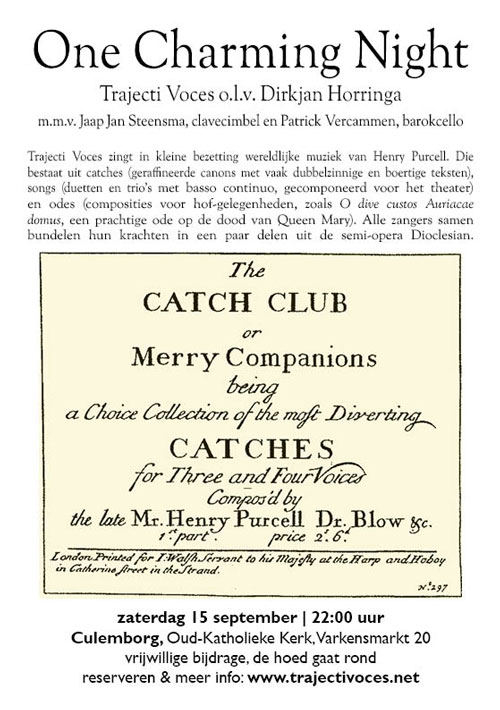 One Charming Night
Trajecti Voces o.l.v. Dirkjan Horringa
m.m.v. Jaap Jan Steensma, clavecimbel en Patrick Vercammen, barokcello
Trajecti Voces zingt in kleine bezetting wereldlijke muziek van Henry Purcell. Die
bestaat uit catches (geraffineerde canons met vaak dubbelzinnige en boertige teksten),
songs (duetten en trio's met basso continuo, gecomponeerd voor het theater)
en odes (composities voor hof-gelegenheden, zoals O dive custos Auriacae
domus, een prachtige ode op de dood van Queen Mary). Alle zangers samen
bundelen hun krachten in een paar delen uit de semi-opera Dioclesian.
The
CATCH CLUB
or
Merry Companions
being
a Choice Collection of the moſt Diverting
CATCHES
for Three and Four Voices
Compos'd by
the late Mr. Henry Purcell Dr. Blow &c.
1st part. price 2s. 6d.
London. Printed for I. Walſh Servant to his Majeſty at the Harp and Hoboy
in Catherine ſtreet in the Strand.
No. 297
zaterdag 15 september | 22:00 uur
Culemborg, Oud-Katholieke Kerk, Varkensmarkt 20
vrijwillige bijdrage, de hoed gaat rond
reserveren & meer info: www.trajectivoces.net